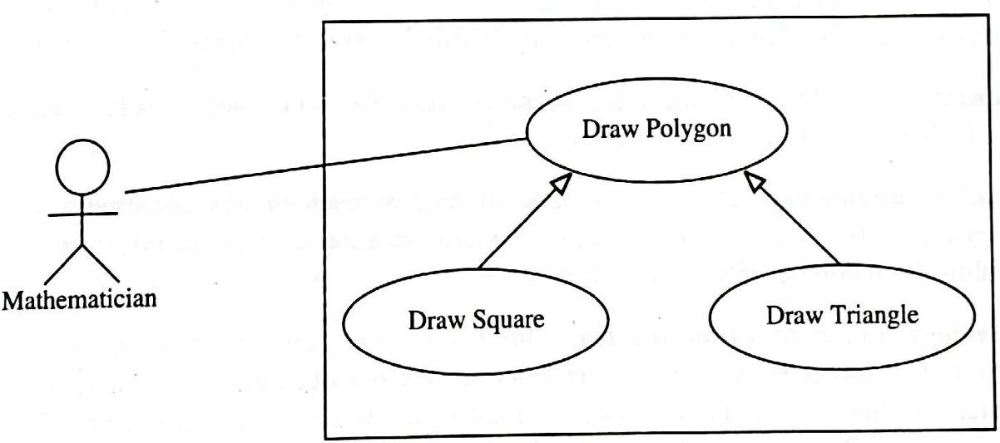 Draw Polygon
Mathematician
Draw Square
Draw Triangle